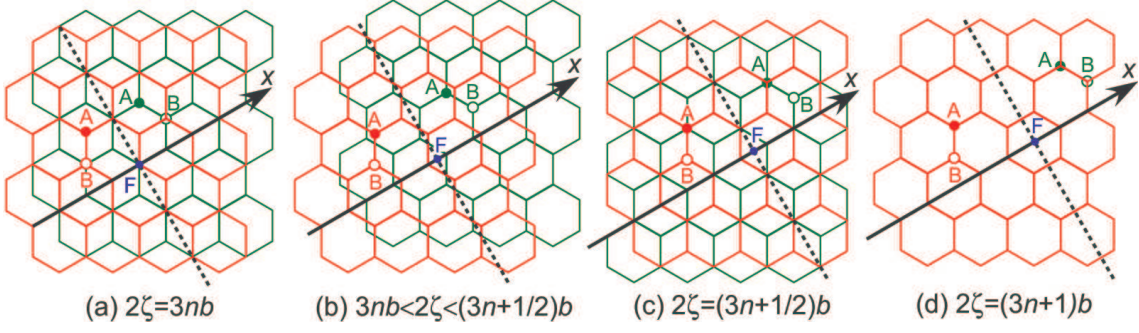 x
A
B
A
B
F
(a) 2ζ=3nb
x
A
B
A
B
F
(b) 3nb<2ζ<(3n+1/2)b
x
A
B
A
B
F
(c) 2ζ=(3n+1/2)b
x
A
B
A
B
F
(d) 2ζ=(3n+1)b